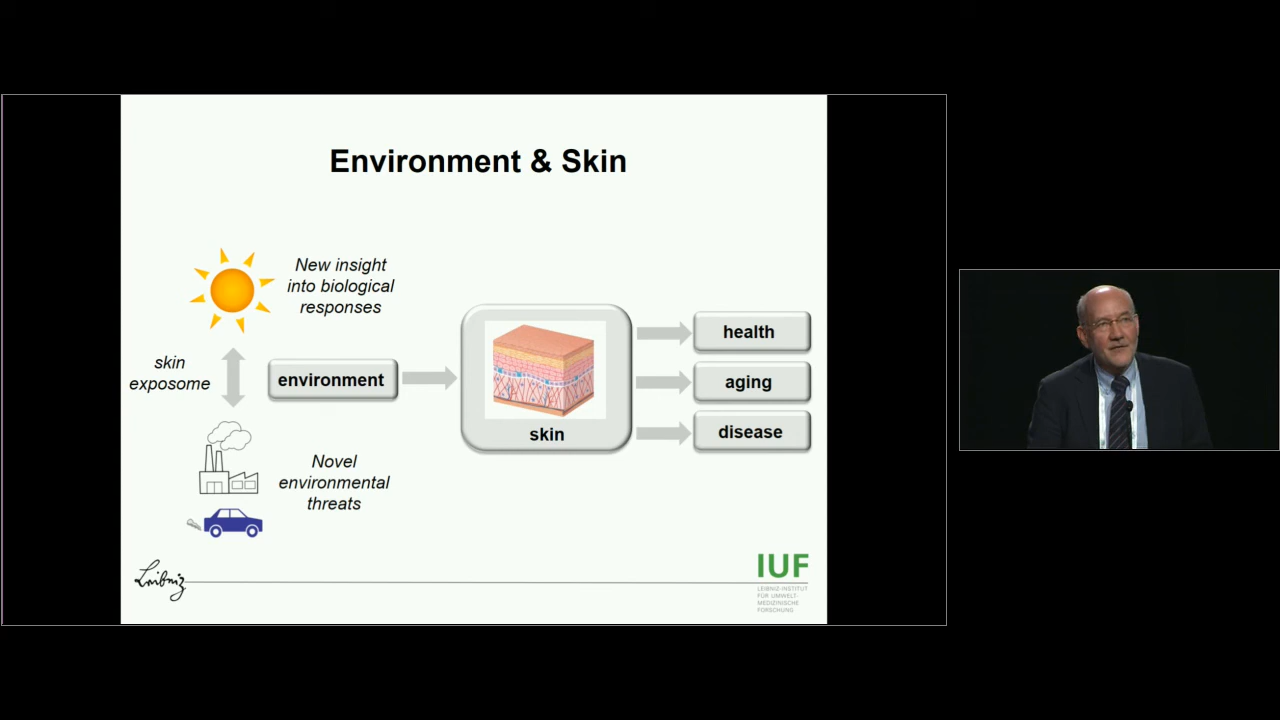 Environment & Skin
New insight
into biological
responses
skin
exposome
environment
Novel
environmental
threats
skin
health
aging
disease
Leibniz
IUF
LEIBNIZ-INSTITUT
FÜR UMWELT-
MEDIZINISCHE
FORSCHUNG